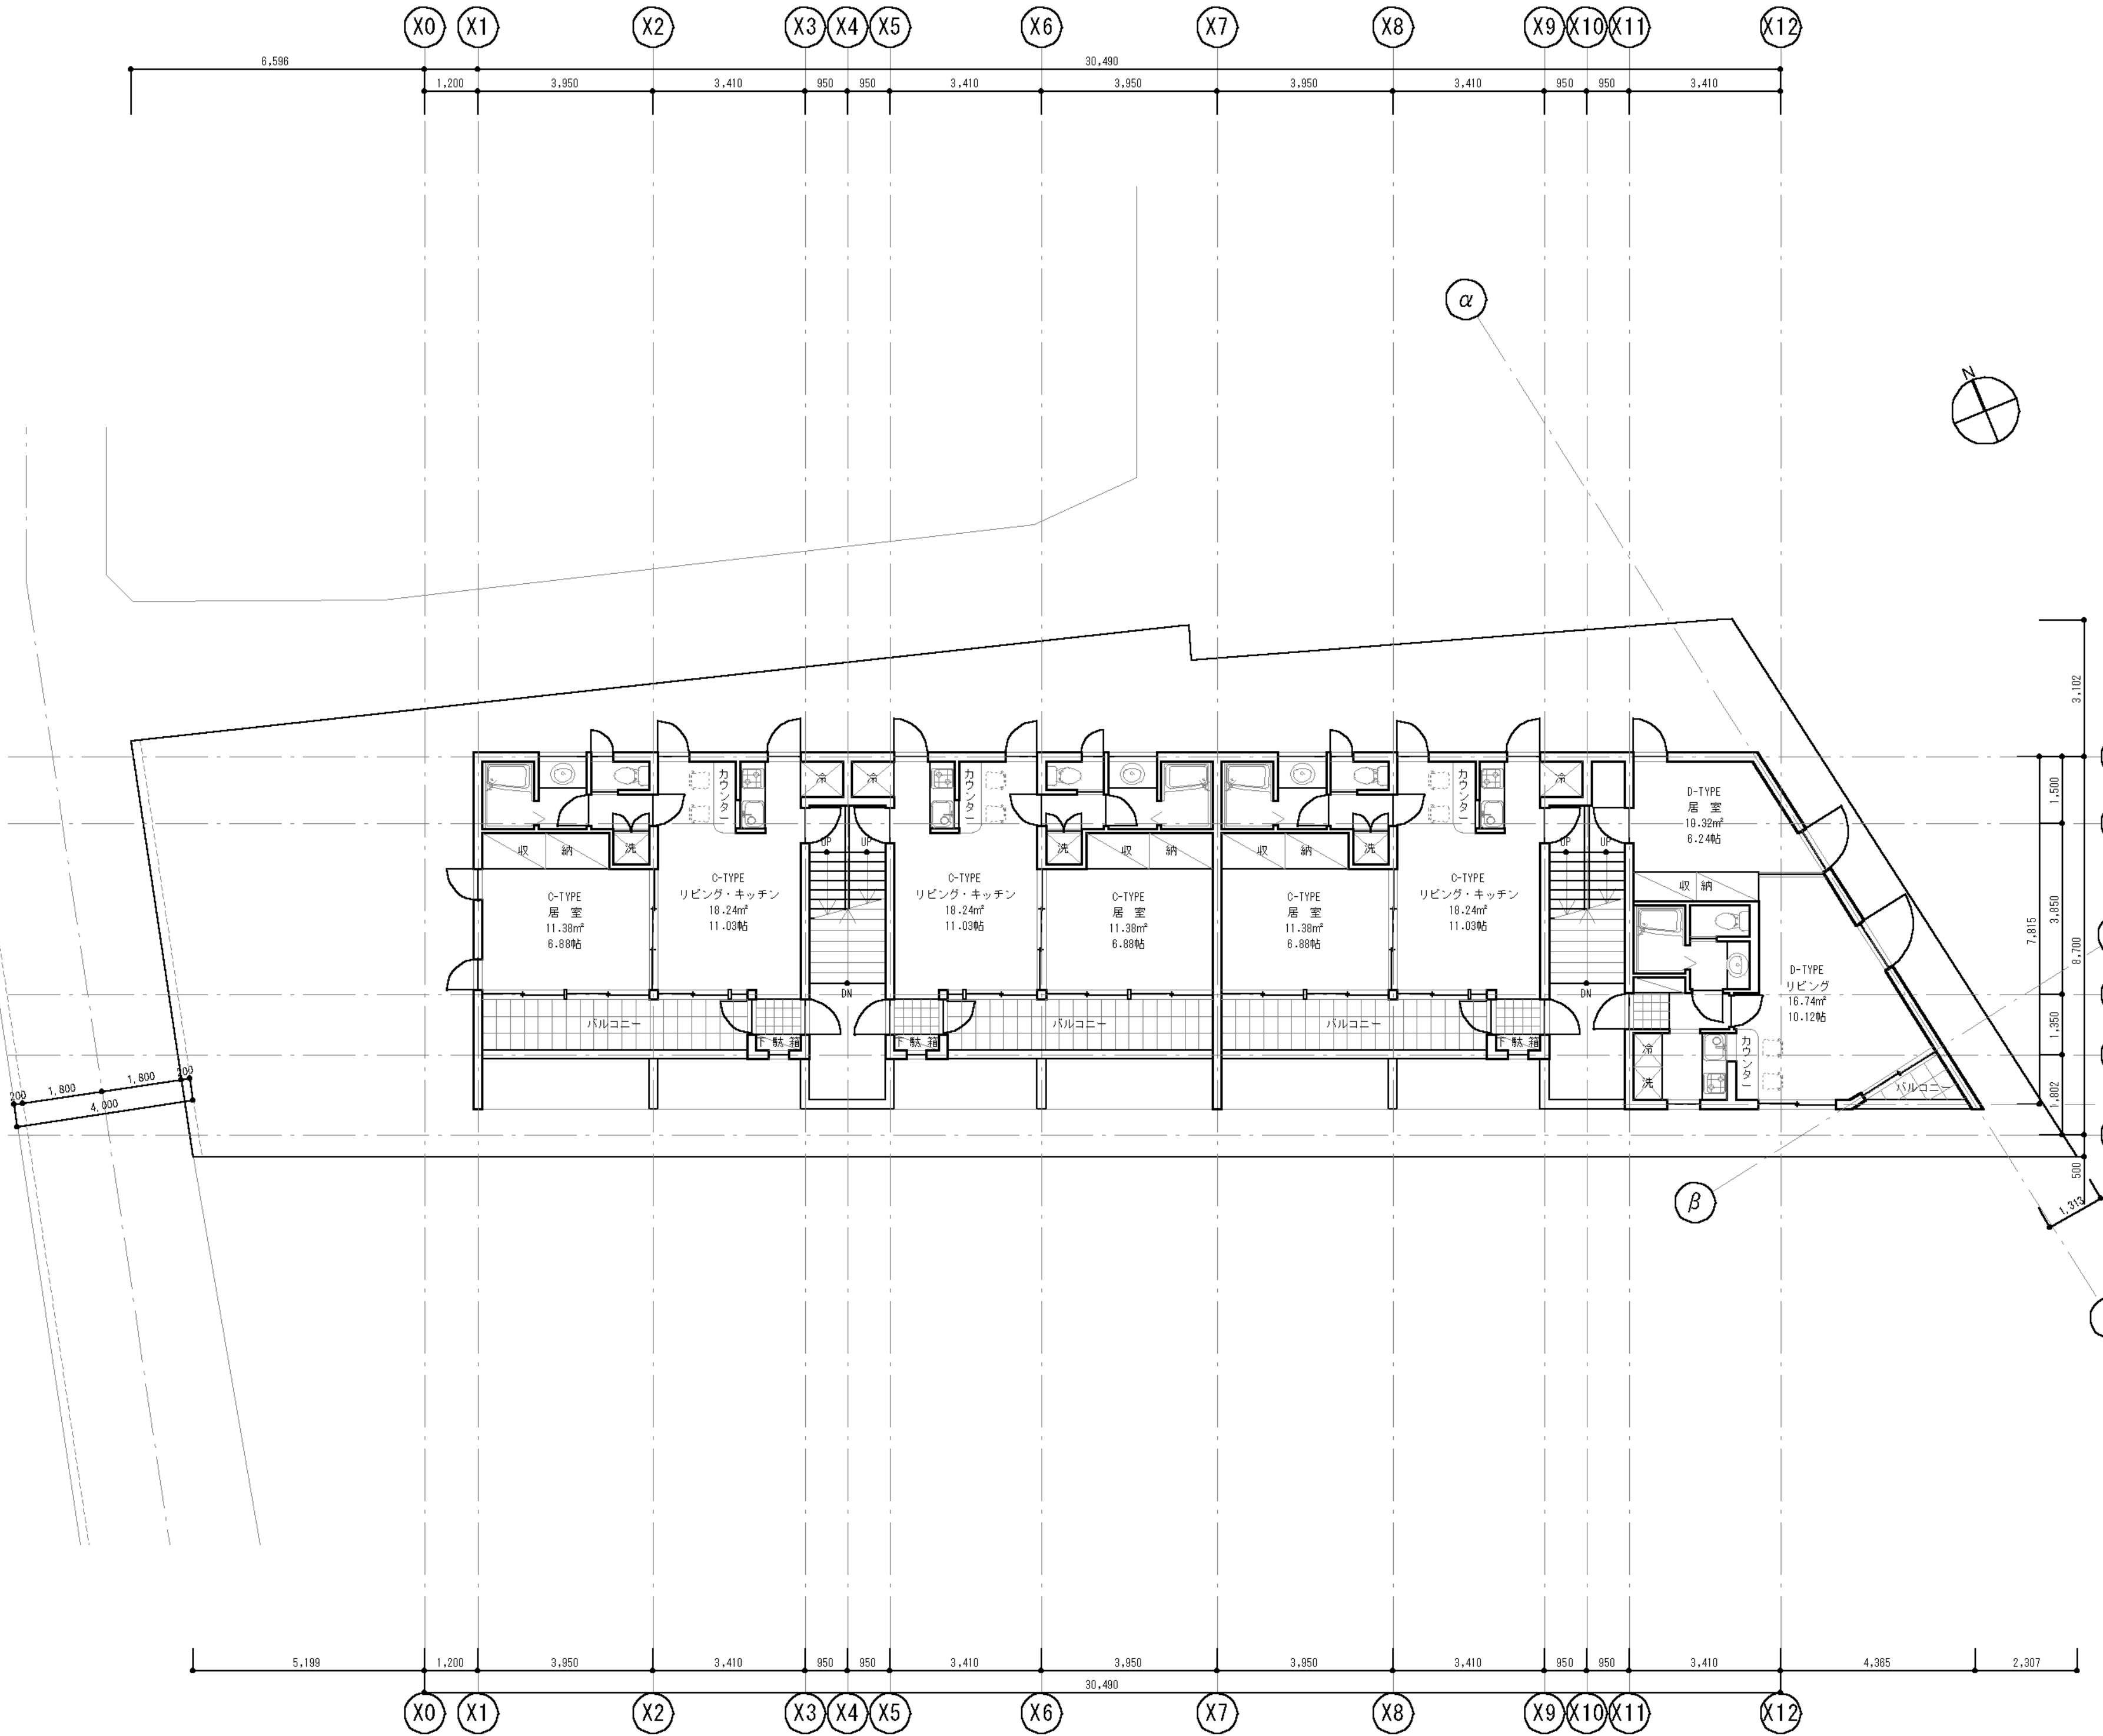 X0 X1 X2 X3 X4 X5 X6 X7 X8 X9 X10 X11 X12
6,596 30,490
1,200 3,950 3,410 950 950 3,410 3,950 3,950 3,410 950 950 3,410
α
N
3,102
カウンター 冷 冷 カウンター カウンター 冷
1,500
D-TYPE
居 室
10.32m²
6.24帖
UP UP UP UP
収 納 洗 洗 収 納 収 納 洗
C-TYPE
リビング・キッチン
18.24m²
11.03帖
C-TYPE
リビング・キッチン
18.24m²
11.03帖
C-TYPE
リビング・キッチン
18.24m²
11.03帖
収 納
C-TYPE
居 室
11.38m²
6.88帖
C-TYPE
居 室
11.38m²
6.88帖
C-TYPE
居 室
11.38m²
6.88帖
3,850
7,815
8,700
D-TYPE
リビング
16.74m²
10.12帖
DN DN
バルコニー バルコニー バルコニー
1,350
下 駄 箱 下 駄 箱 下 駄 箱
冷 カウンター
洗 バルコニー
1,802
200 1,800 1,800 200
4,000
500
β
1,313
5,199 1,200 3,950 3,410 950 950 3,410 3,950 3,950 3,410 950 950 3,410 4,365 2,307
30,490
X0 X1 X2 X3 X4 X5 X6 X7 X8 X9 X10 X11 X12